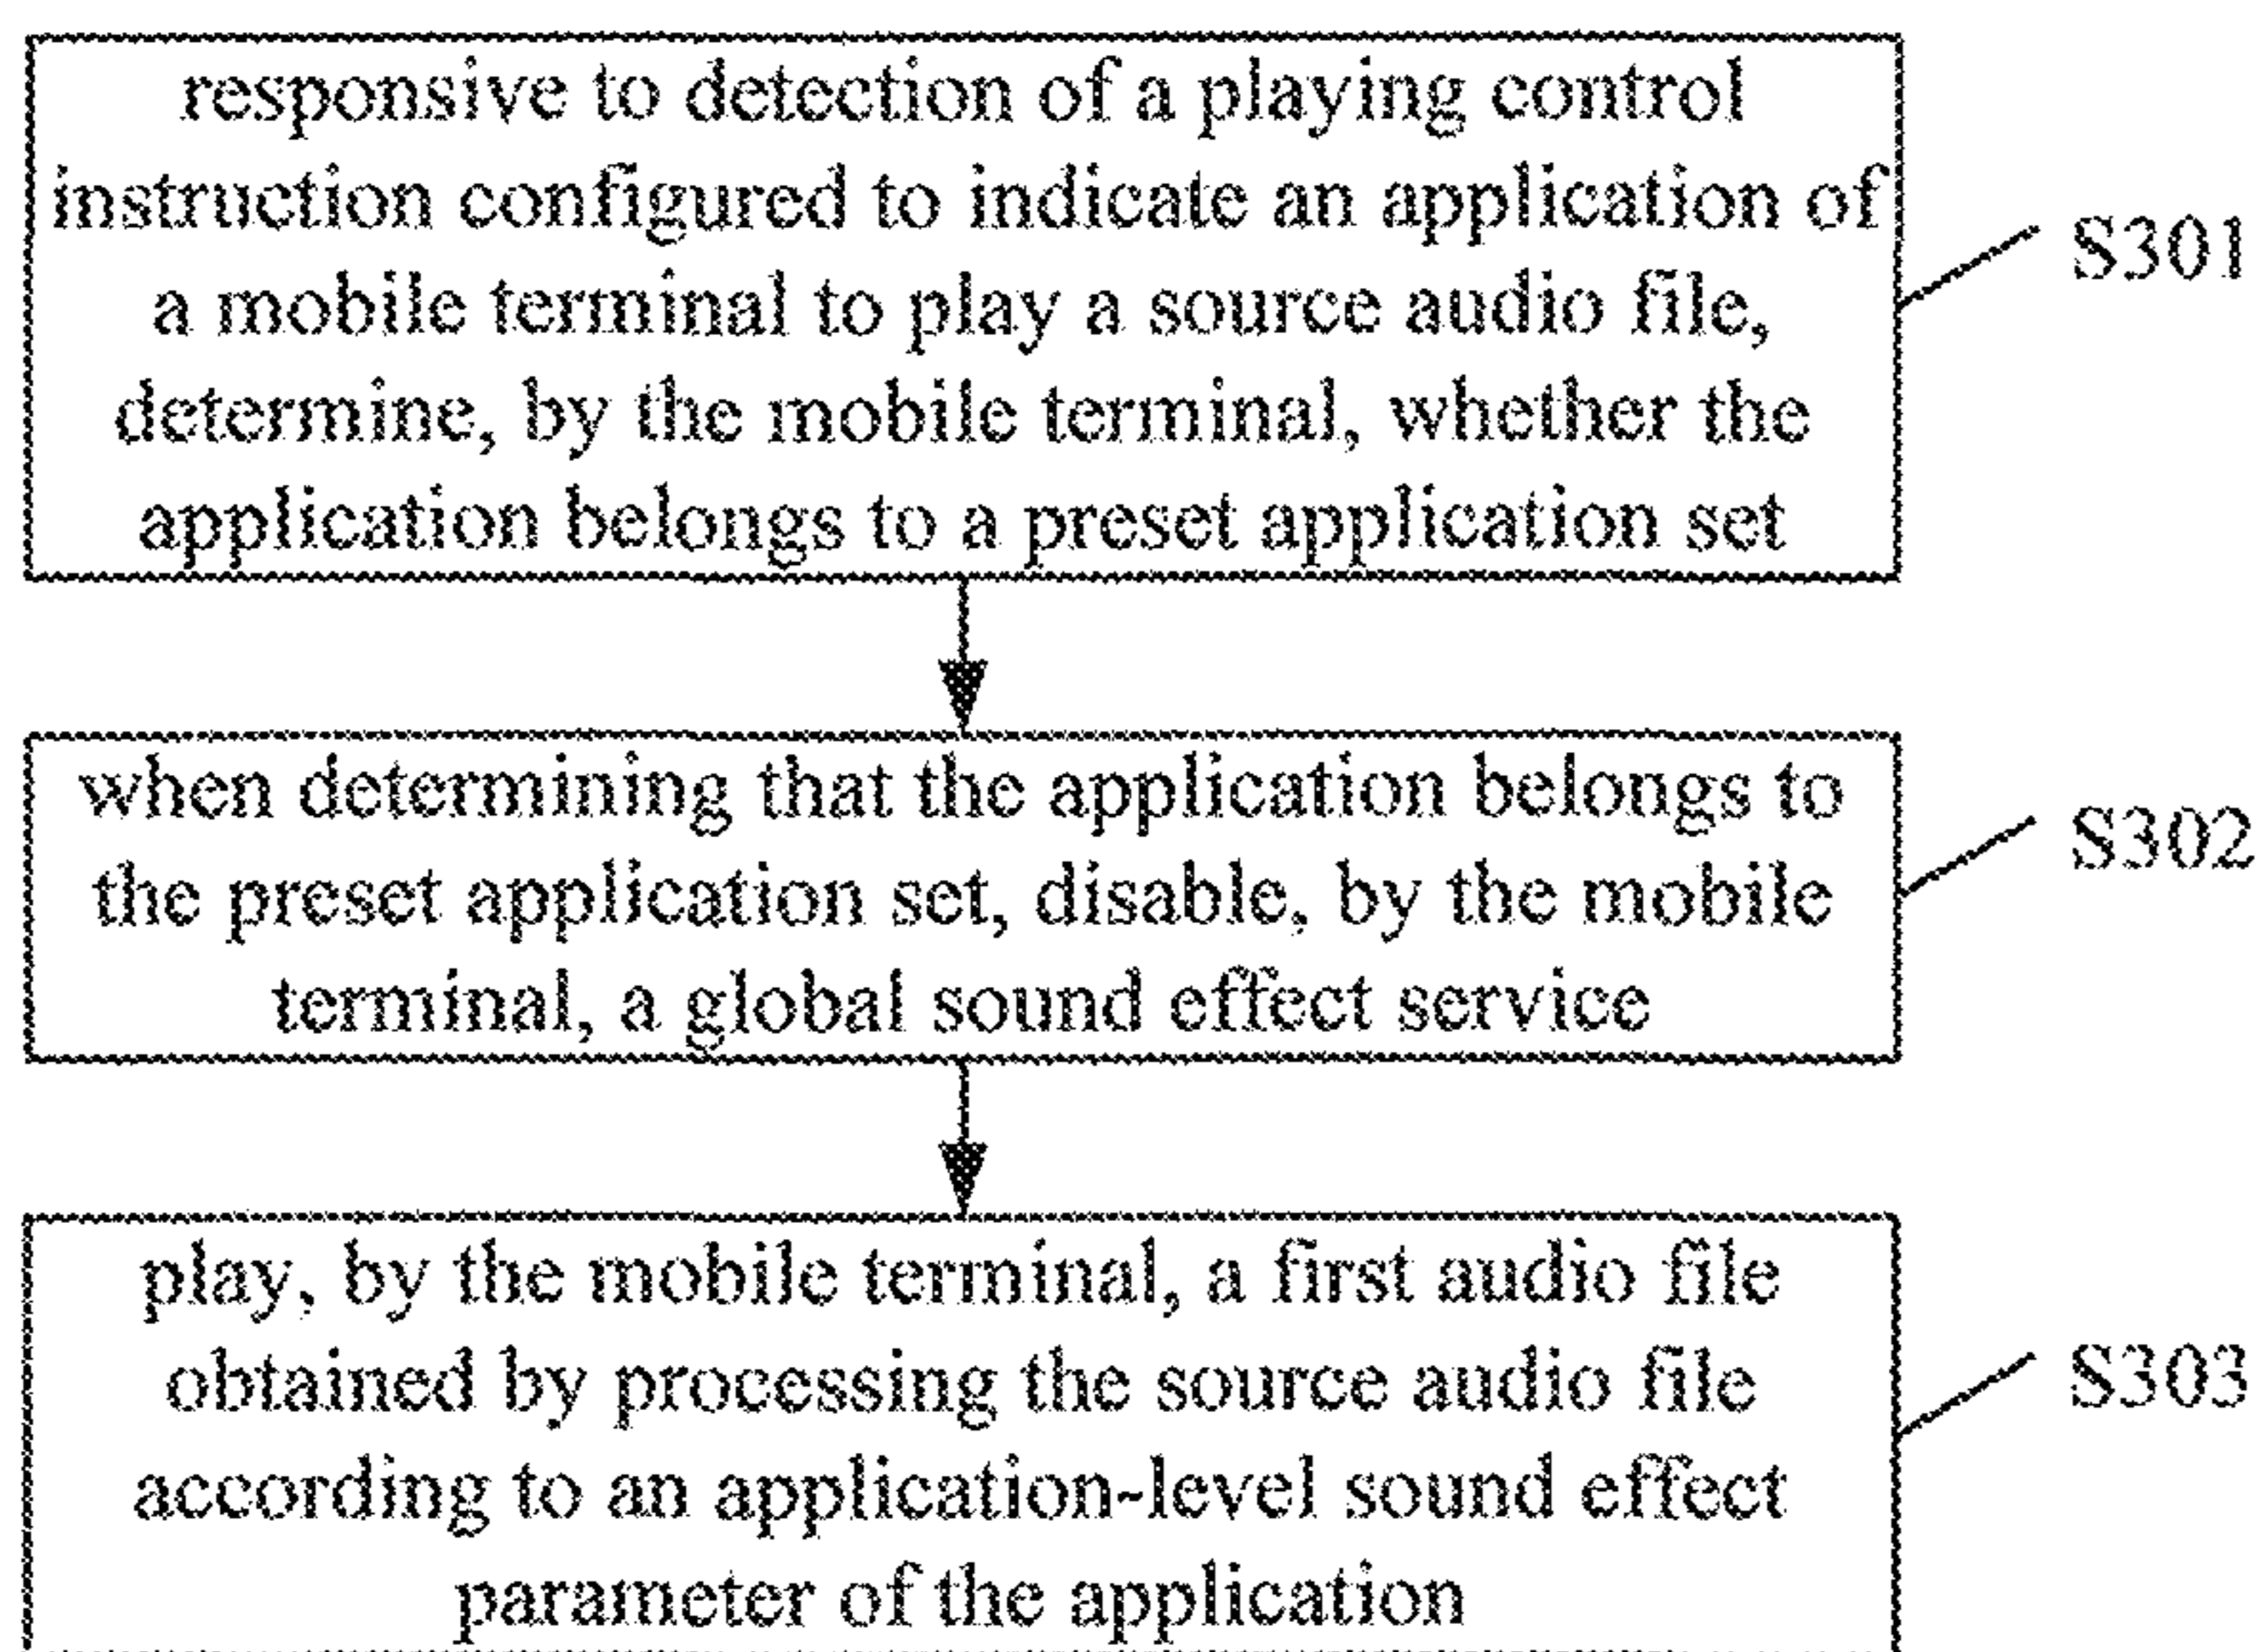 responsive to detection of a playing control
instruction configured to indicate an application of
a mobile terminal to play a source audio file,
determine, by the mobile terminal, whether the
application belongs to a preset application set
S301
when determining that the application belongs to
the preset application set, disable, by the mobile
terminal, a global sound effect service
S302
play, by the mobile terminal, a first audio file
obtained by processing the source audio file
according to an application-level sound effect
parameter of the application
S303